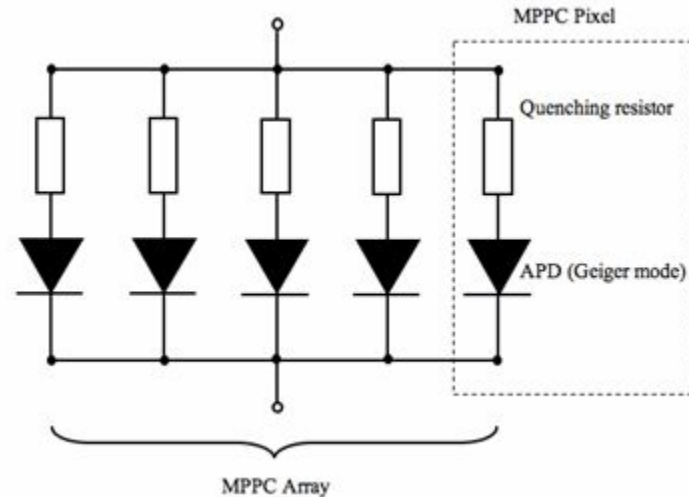 MPPC Pixel
Quenching resistor
APD (Geiger mode)
MPPC Array